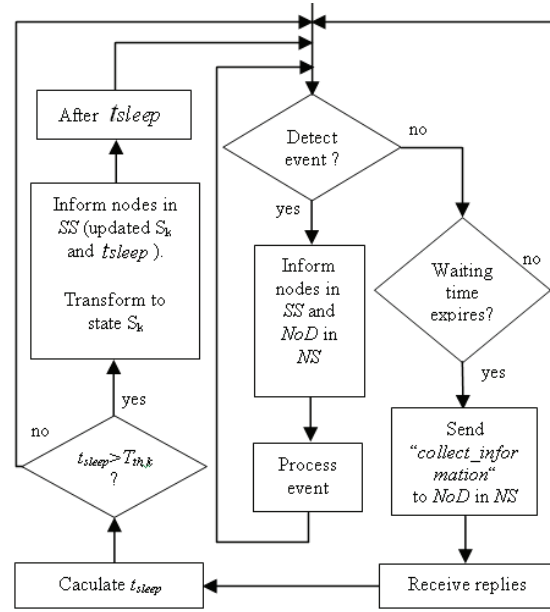 After tsleep
Detect
event ?
no
yes
Inform nodes in
SS (updated Sk
and tsleep ).
Transform to
state Sk
Inform
nodes in
SS and
NoD in
NS
Waiting
time
expires?
no
yes
yes
no
tsleep>Tth,k
?
Process
event
Send
"collect_infor
mation"
to NoD in NS
Caculate tsleep
Receive replies